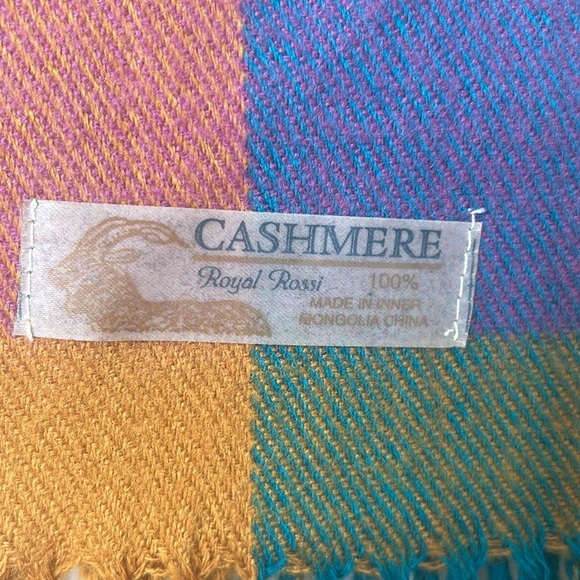 CASHMERE
Royal Rossi 100%
MADE IN INNER
MONGOLIA CHINA